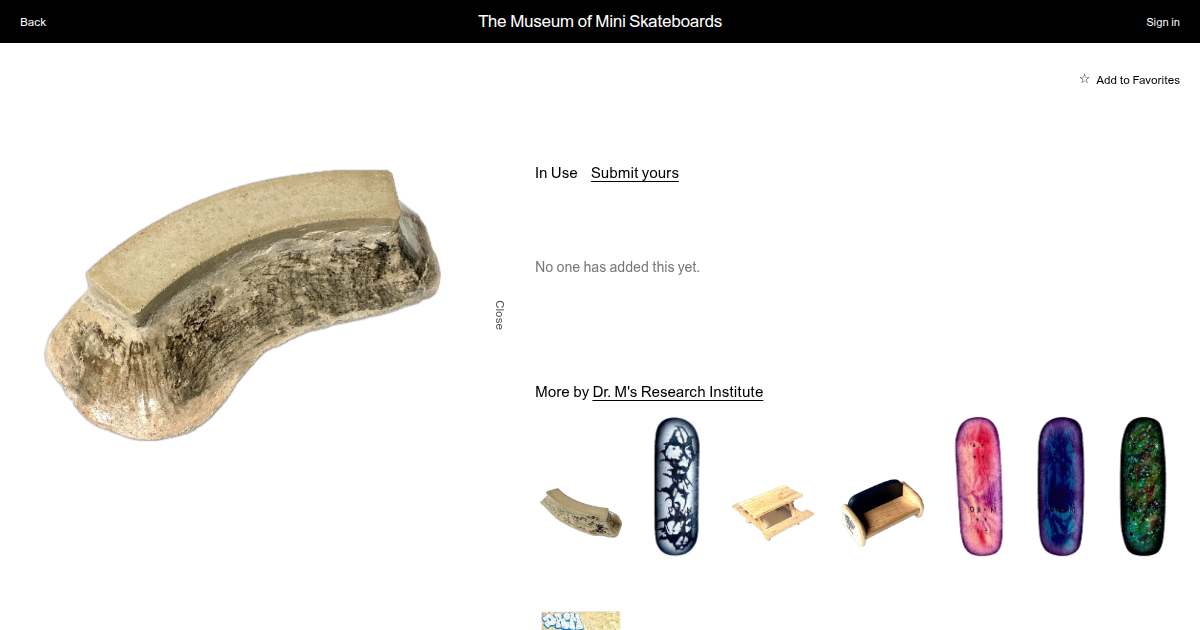 Back
The Museum of Mini Skateboards
Sign in
☆ Add to Favorites
In Use Submit yours
No one has added this yet.
Close
More by Dr. M's Research Institute